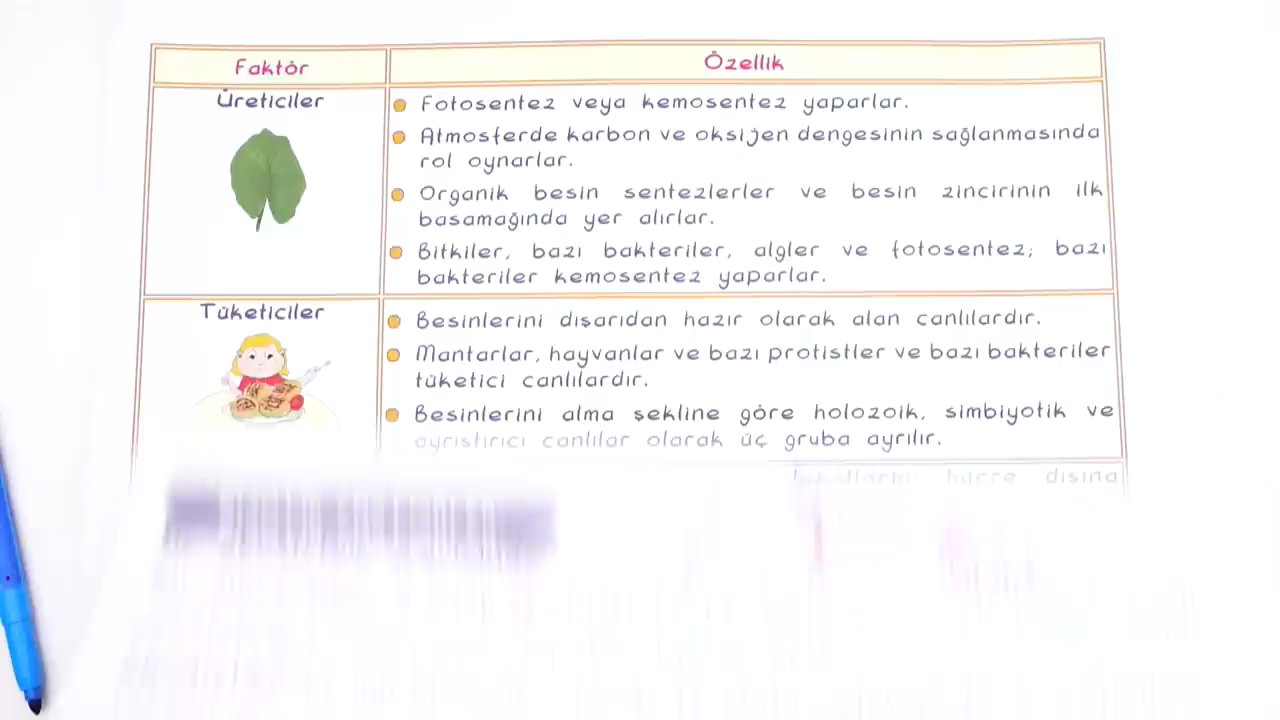 Faktör
Özellik
Üreticiler
Fotosentez veya kemosentez yaparlar.
Atmosferde karbon ve oksijen dengesinin sağlanmasında
rol oynarlar.
Organik besin sentezlerler ve besin zincirinin ilk
basamağında yer alırlar.
Bitkiler, bazı bakteriler, algler ve fotosentez; bazı
bakteriler kemosentez yaparlar.
Tüketiciler
Besinlerini dışarıdan hazır olarak alan canlılardır.
Mantarlar, hayvanlar ve bazı protistler ve bazı bakteriler
tüketici canlılardır.
Besinlerini alma şekline göre holozoik, simbiyotik ve
ayrıştırıcı canlılar olarak üç gruba ayrılır.
hücre dışına